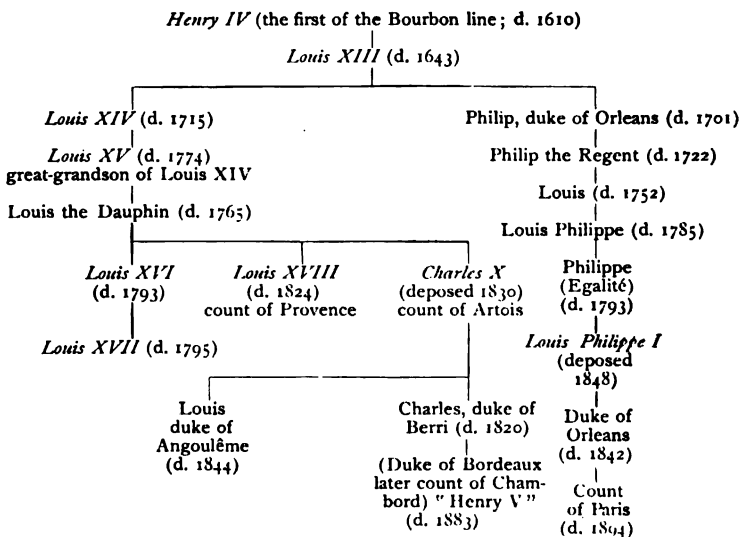 Henry IV (the first of the Bourbon line; d. 1610)
Louis XIII (d. 1643)
Louis XIV (d. 1715)
Philip, duke of Orleans (d. 1701)
Louis XV (d. 1774)
great-grandson of Louis XIV
Philip the Regent (d. 1722)
Louis (d. 1752)
Louis the Dauphin (d. 1765)
Louis Philippe (d. 1785)
Louis XVI
(d. 1793)
Louis XVIII
(d. 1824)
count of Provence
Charles X
(deposed 1830)
count of Artois
Philippe
(Egalité)
(d. 1793)
Louis XVII (d. 1795)
Louis Philippe I
(deposed
1848)
Louis
duke of
Angoulême
(d. 1844)
Charles, duke of
Berri (d. 1820)
Duke of
Orleans
(d. 1842)
(Duke of Bordeaux
later count of Cham-
bord) "Henry V"
(d. 1883)
Count
of Paris
(d. 1894)